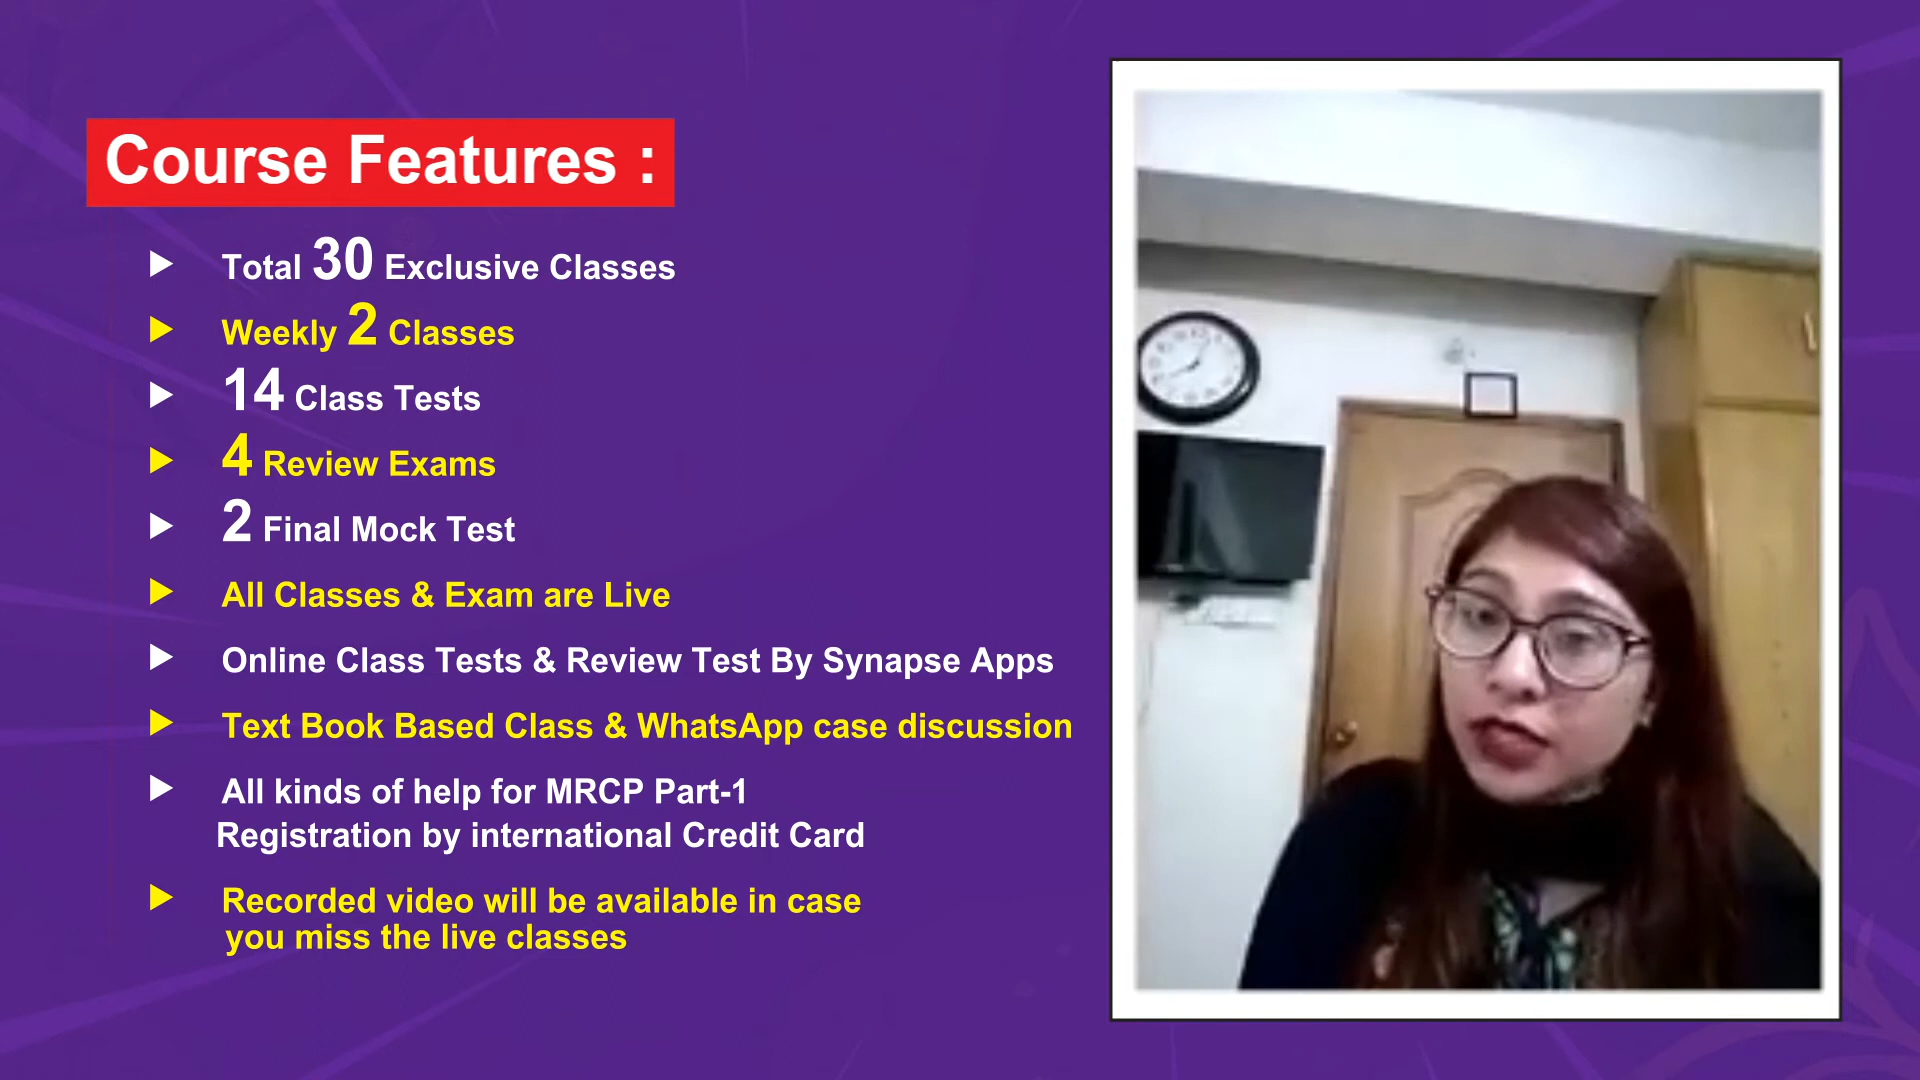 Course Features :
Total 30 Exclusive Classes
Weekly 2 Classes
14 Class Tests
4 Review Exams
2 Final Mock Test
All Classes & Exam are Live
Online Class Tests & Review Test By Synapse Apps
Text Book Based Class & WhatsApp case discussion
All kinds of help for MRCP Part-1
Registration by international Credit Card
Recorded video will be available in case
you miss the live classes